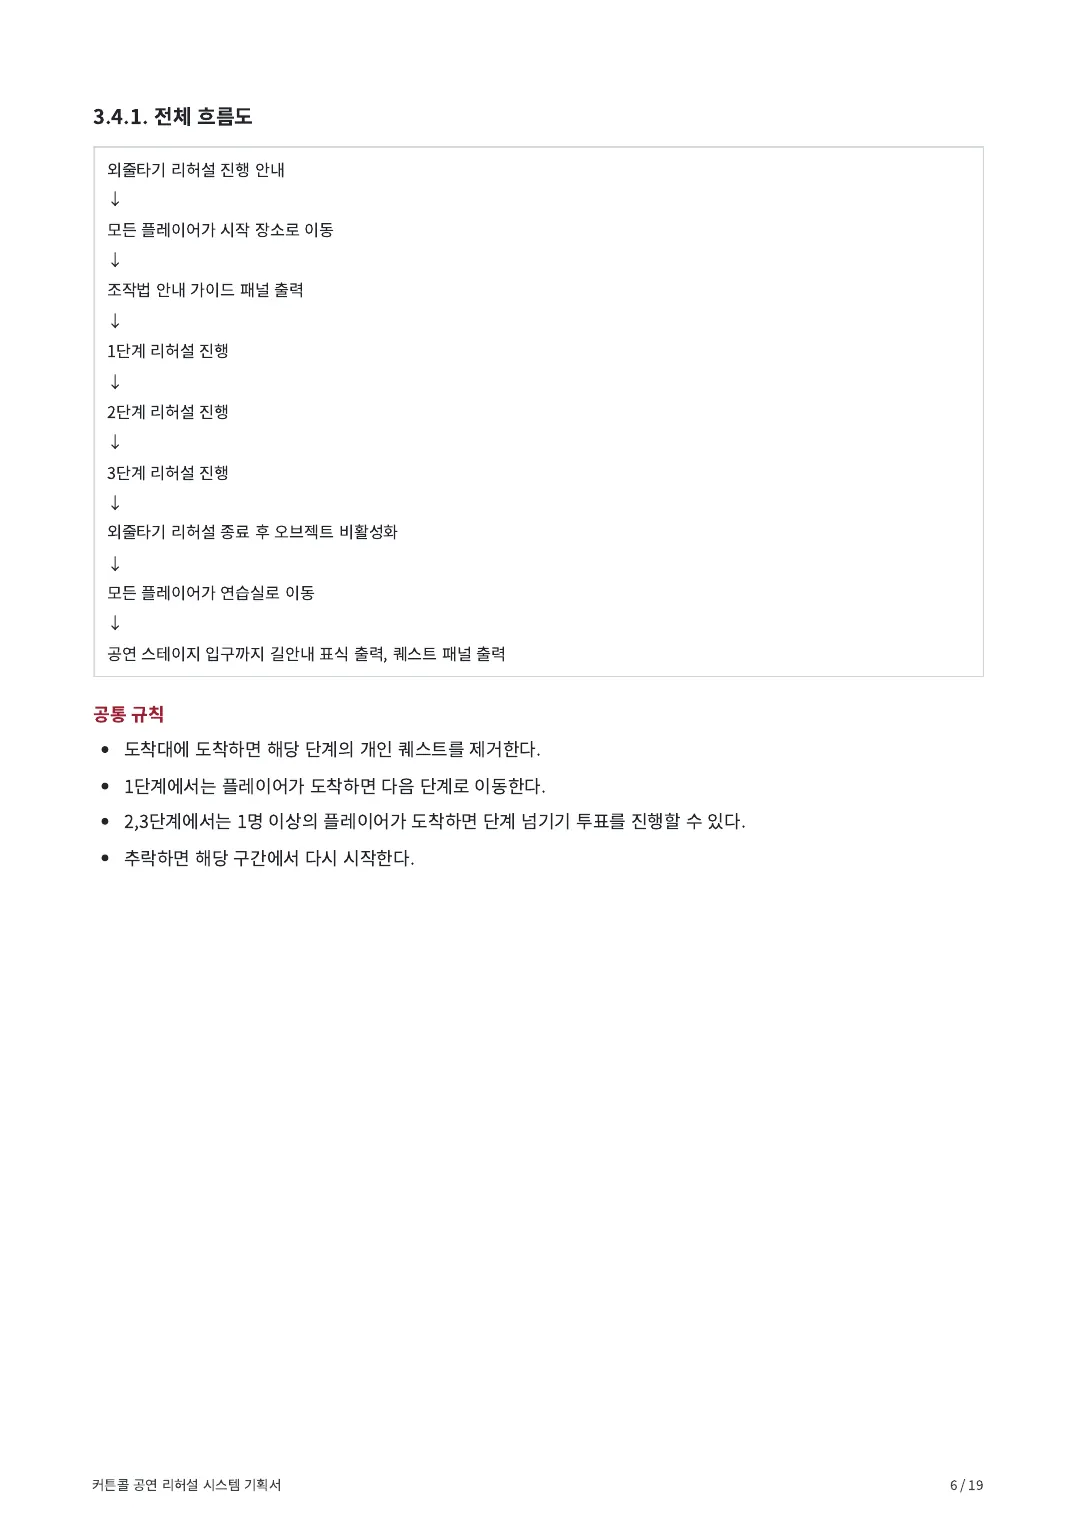 3.4.1. 전체 흐름도
외줄타기 리허설 진행 안내
↓
모든 플레이어가 시작 장소로 이동
↓
조작법 안내 가이드 패널 출력
↓
1단계 리허설 진행
↓
2단계 리허설 진행
↓
3단계 리허설 진행
↓
외줄타기 리허설 종료 후 오브젝트 비활성화
↓
모든 플레이어가 연습실로 이동
↓
공연 스테이지 입구까지 길안내 표식 출력, 퀘스트 패널 출력
공통 규칙
● 도착대에 도착하면 해당 단계의 개인 퀘스트를 제거한다.
● 1단계에서는 플레이어가 도착하면 다음 단계로 이동한다.
● 2,3단계에서는 1명 이상의 플레이어가 도착하면 단계 넘기기 투표를 진행할 수 있다.
● 추락하면 해당 구간에서 다시 시작한다.
커튼콜 공연 리허설 시스템 기획서 6 / 19